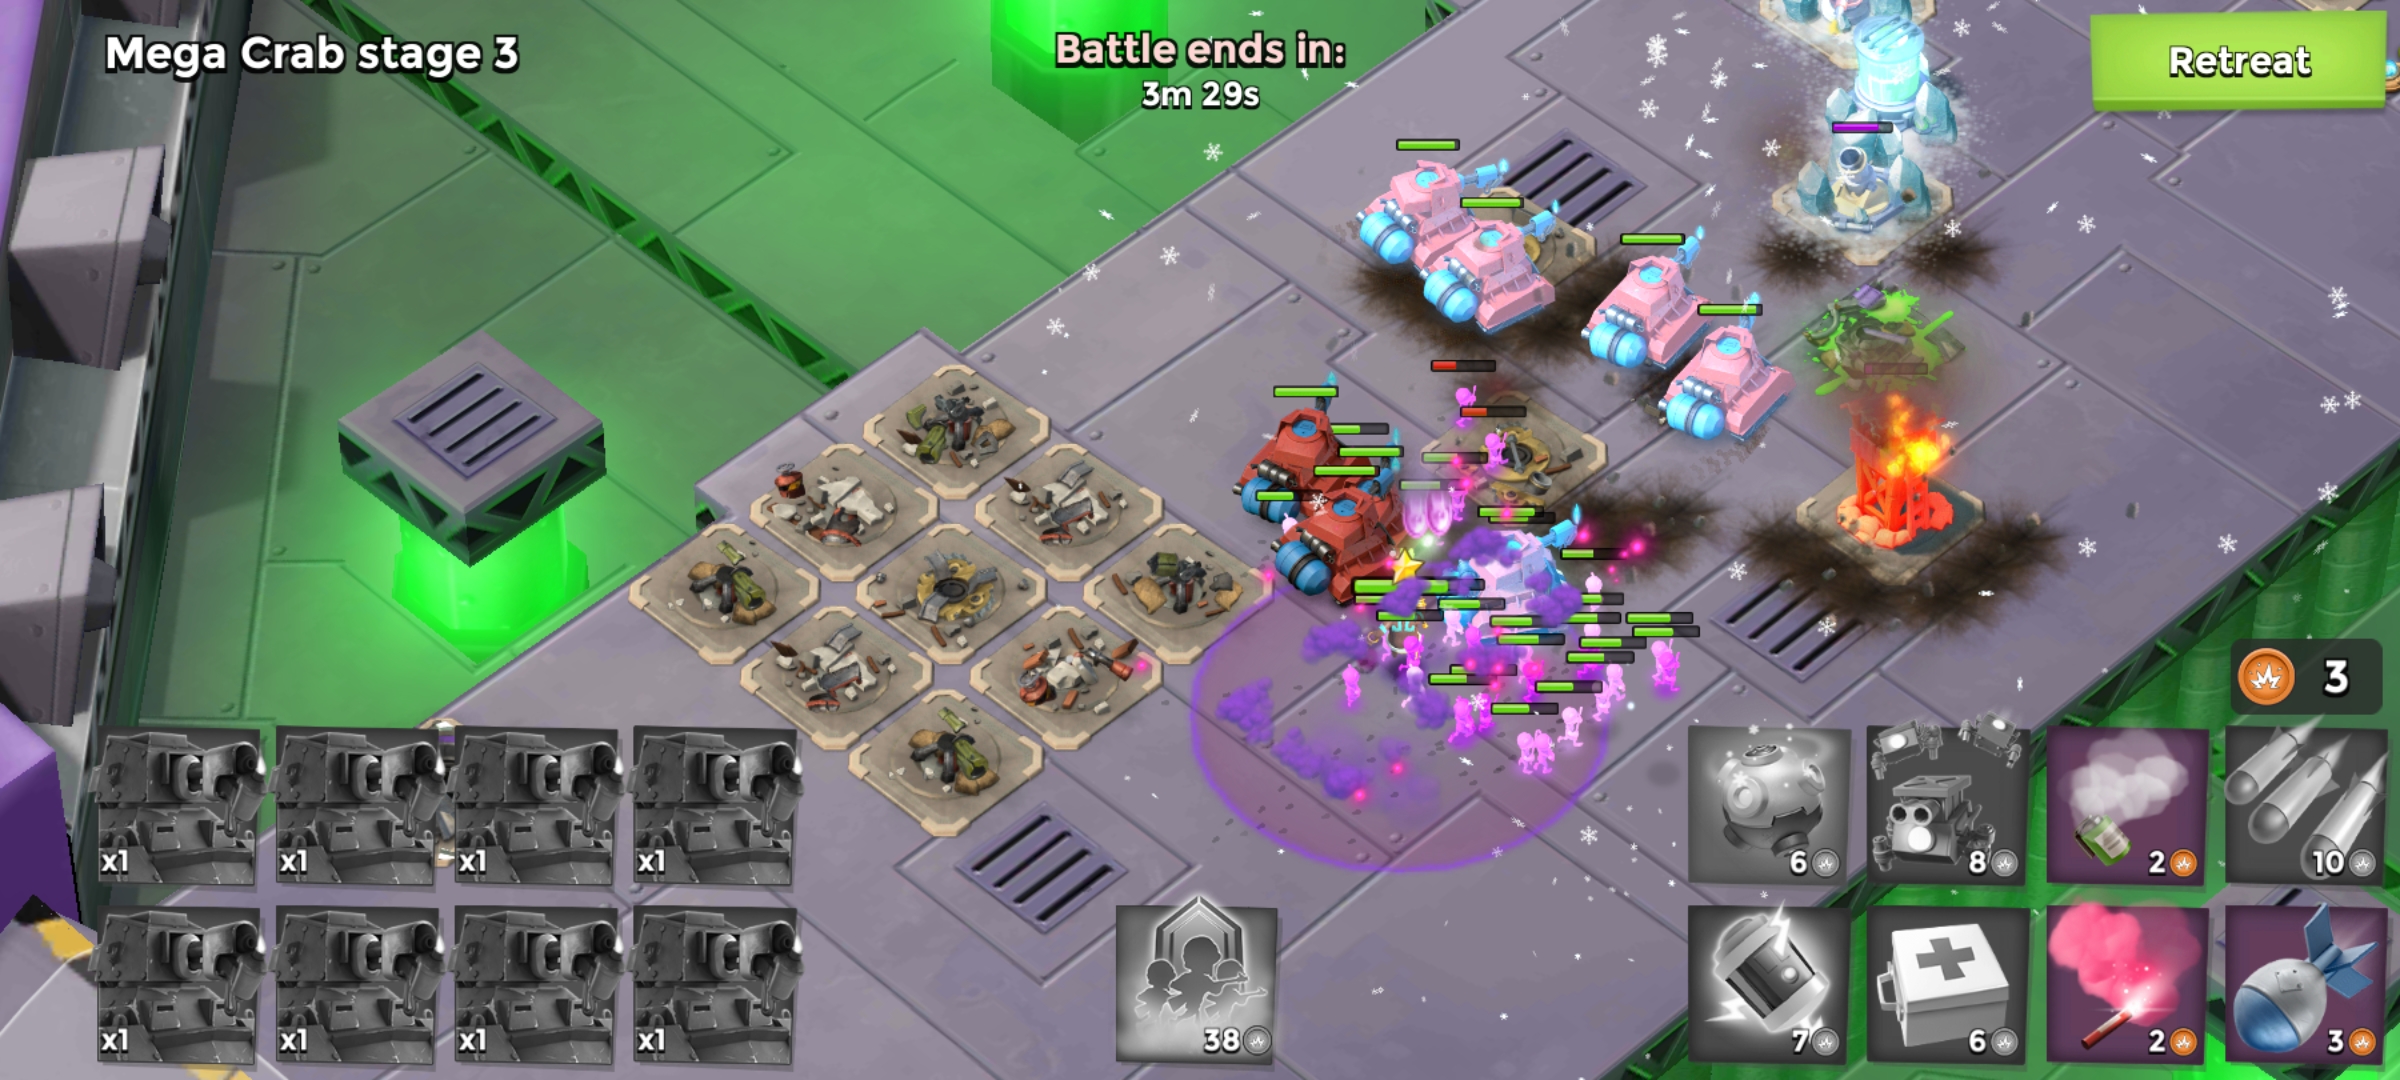 Mega Crab stage 3
Battle ends in:
3m 29s
Retreat
3
x1
x1
x1
x1
6
8
2
10
x1
x1
x1
x1
38
7
6
2
3